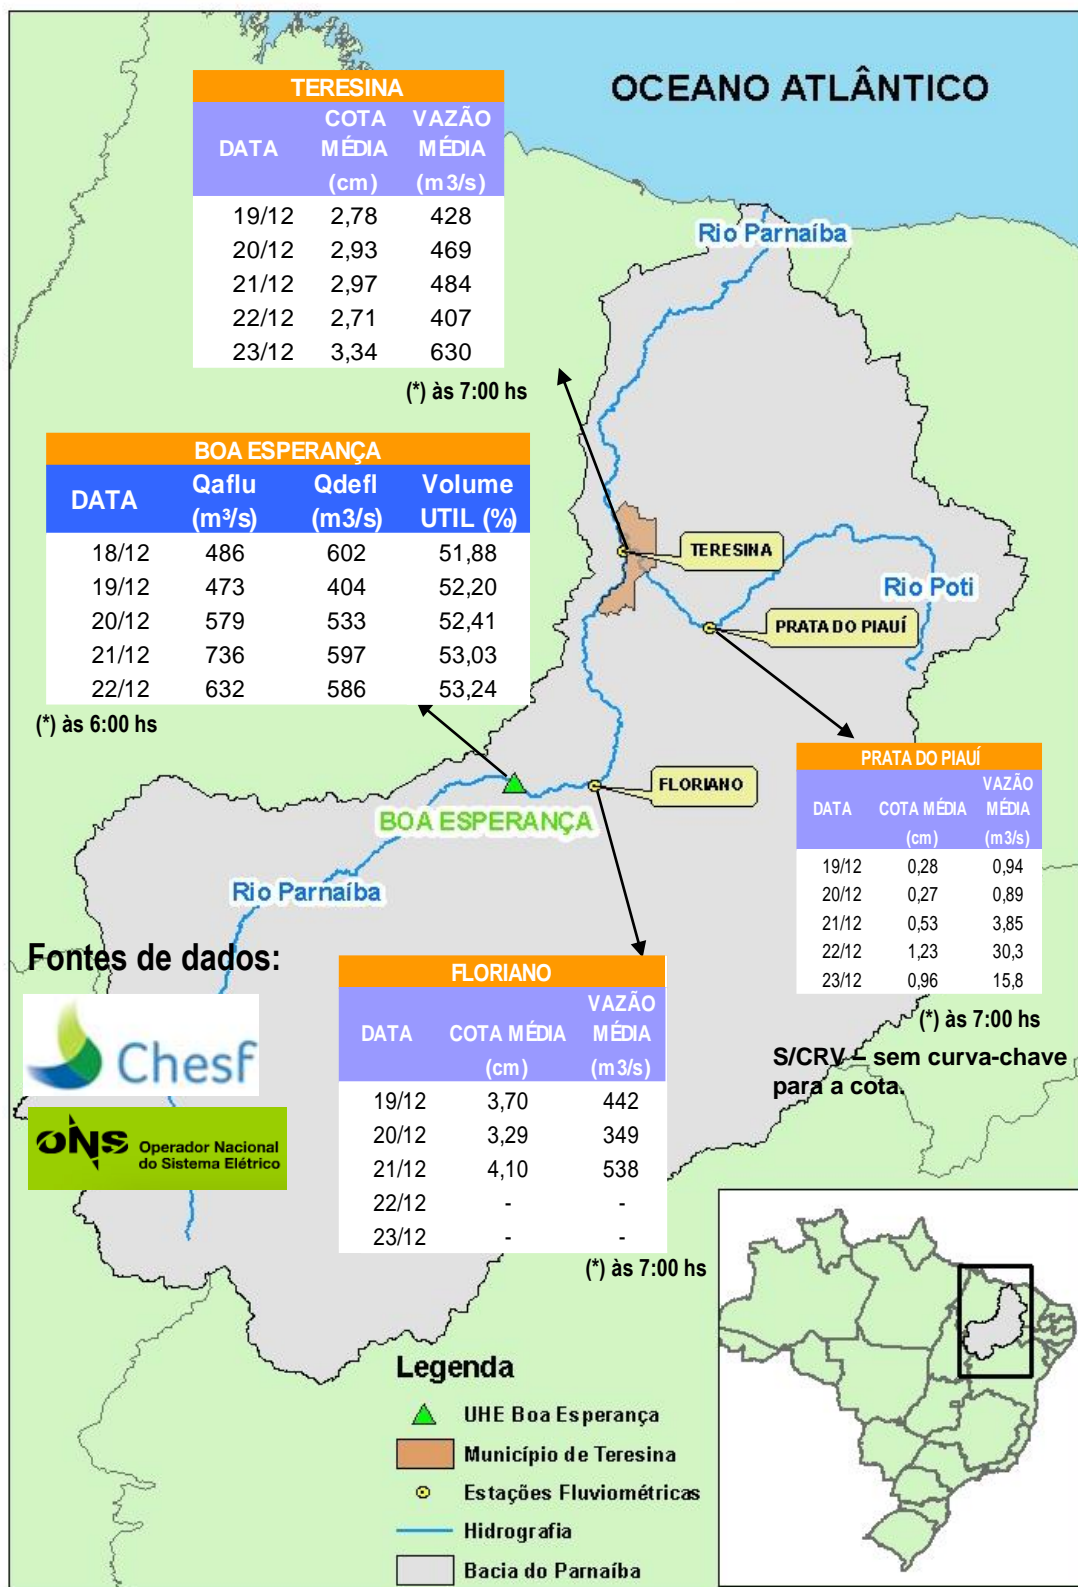 OCEANO ATLÂNTICO
TERESINA
DATA COTA MÉDIA (cm) VAZÃO MÉDIA (m3/s)
19/12 2,78 428
20/12 2,93 469
21/12 2,97 484
22/12 2,71 407
23/12 3,34 630
(*) às 7:00 hs
Rio Parnaíba
BOA ESPERANÇA
DATA Qaflu (m³/s) Qdefl (m3/s) Volume UTIL (%)
18/12 486 602 51,88
19/12 473 404 52,20
20/12 579 533 52,41
21/12 736 597 53,03
22/12 632 586 53,24
(*) às 6:00 hs
TERESINA
Rio Poti
PRATA DO PIAUÍ
FLORIANO
BOA ESPERANÇA
Rio Parnaíba
PRATA DO PIAUÍ
DATA COTA MÉDIA (cm) VAZÃO MÉDIA (m3/s)
19/12 0,28 0,94
20/12 0,27 0,89
21/12 0,53 3,85
22/12 1,23 30,3
23/12 0,96 15,8
(*) às 7:00 hs
S/CRV – sem curva-chave
para a cota.
Fontes de dados:
Chesf
ONS Operador Nacional
do Sistema Elétrico
FLORIANO
DATA COTA MÉDIA (cm) VAZÃO MÉDIA (m3/s)
19/12 3,70 442
20/12 3,29 349
21/12 4,10 538
22/12 - -
23/12 - -
(*) às 7:00 hs
Legenda
UHE Boa Esperança
Município de Teresina
Estações Fluviométricas
Hidrografia
Bacia do Parnaíba